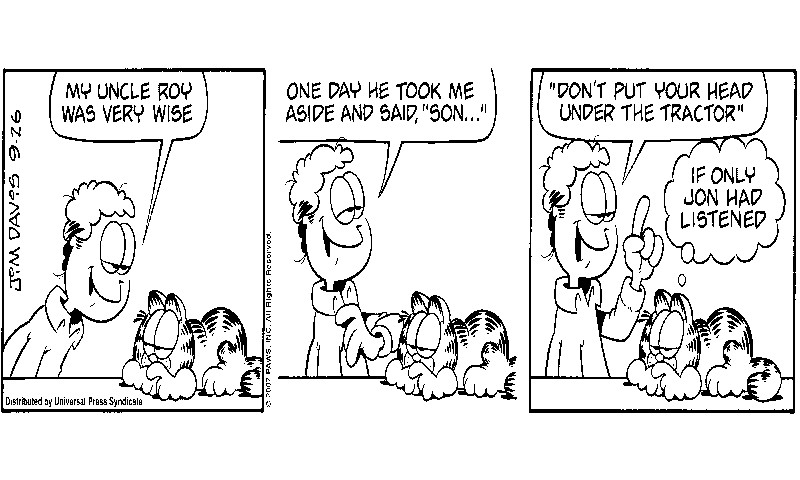 JIM DAVIS 9-26
MY UNCLE ROY
WAS VERY WISE
Distributed by Universal Press Syndicate
© 2007 PAWS, INC. All Rights Reserved.
ONE DAY HE TOOK ME
ASIDE AND SAID, "SON..."
"DON'T PUT YOUR HEAD
UNDER THE TRACTOR"
IF ONLY
JON HAD
LISTENED